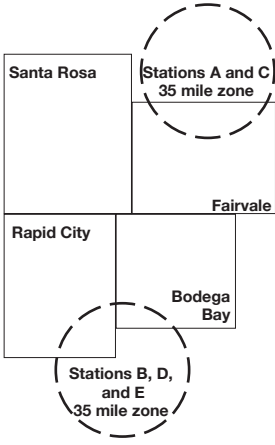 Santa Rosa
Stations A and C
35 mile zone
Fairvale
Rapid City
Bodega
Bay
Stations B, D,
and E
35 mile zone